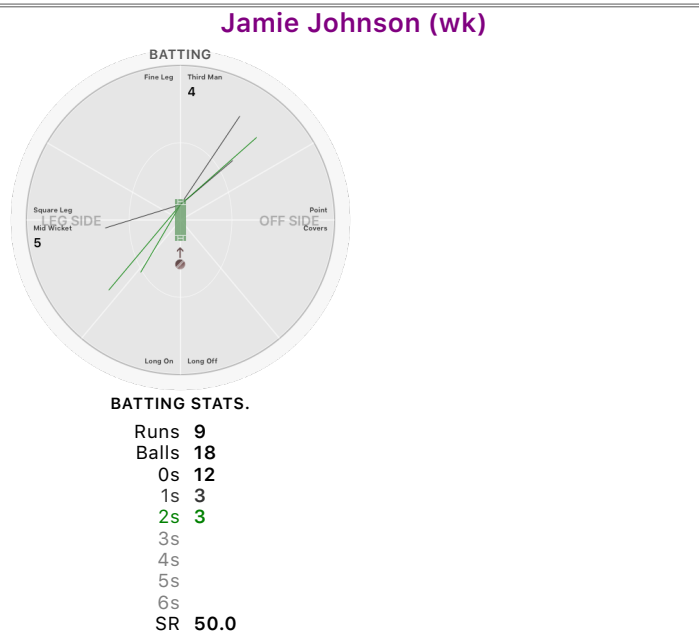 Jamie Johnson (wk)
BATTING
Fine Leg Third Man
4
Square Leg Point
LEG SIDE OFF SIDE
Mid Wicket Covers
5
Long On Long Off
BATTING STATS.
Runs 9
Balls 18
0s 12
1s 3
2s 3
3s
4s
5s
6s
SR 50.0